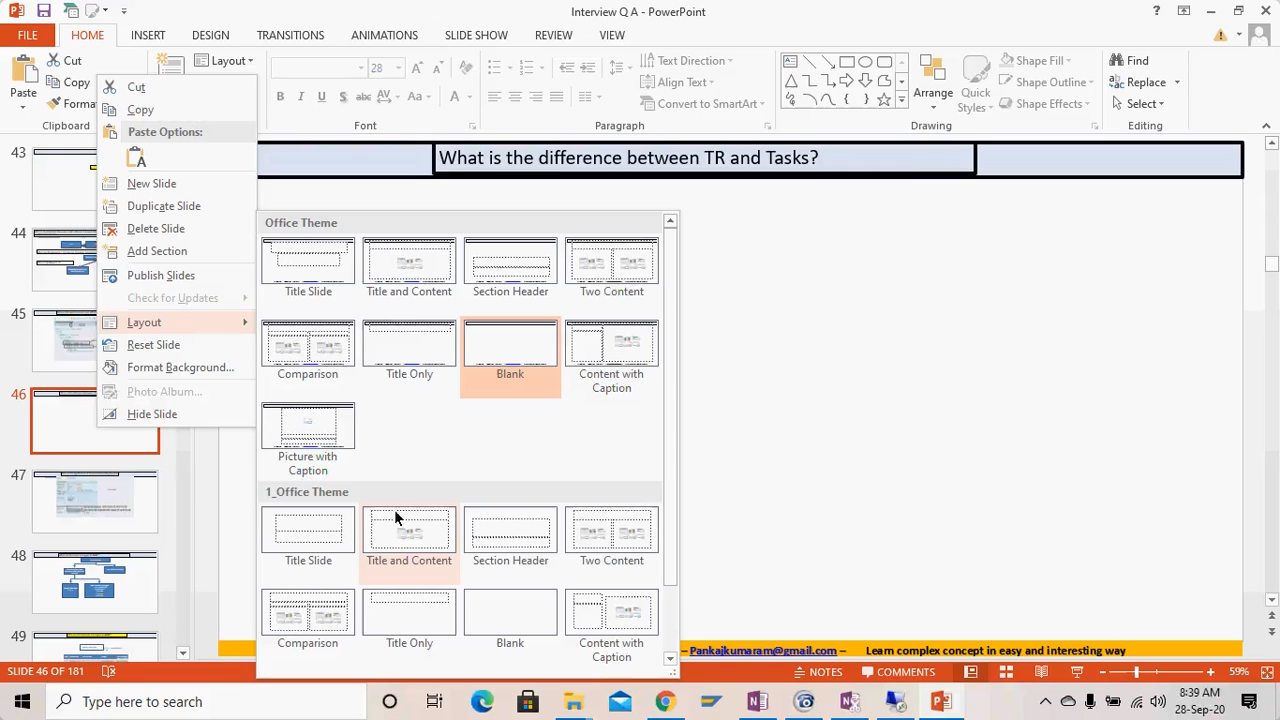 Interview Q A - PowerPoint
FILE HOME INSERT DESIGN TRANSITIONS ANIMATIONS SLIDE SHOW REVIEW VIEW
Paste
Cut
Copy
Format
Clipboard
Layout
28
Font
Text Direction
Align Text
Convert to SmartArt
Paragraph
Arrange
Quick Styles
Shape Fill
Shape Outline
Shape Effects
Drawing
Find
Replace
Select
Editing
Cut
Copy
Paste Options:
New Slide
Duplicate Slide
Delete Slide
Add Section
Publish Slides
Check for Updates
Layout
Reset Slide
Format Background...
Photo Album...
Hide Slide
43
44
45
46
47
48
49
What is the difference between TR and Tasks?
Office Theme
Title Slide
Title and Content
Section Header
Two Content
Comparison
Title Only
Blank
Content with Caption
Picture with Caption
1_Office Theme
Title Slide
Title and Content
Section Header
Two Content
Comparison
Title Only
Blank
Content with Caption
– Pankajkumaram@gmail.com – Learn complex concept in easy and interesting way
SLIDE 46 OF 181
NOTES
COMMENTS
59%
Type here to search
8:39 AM
28-Sep-20